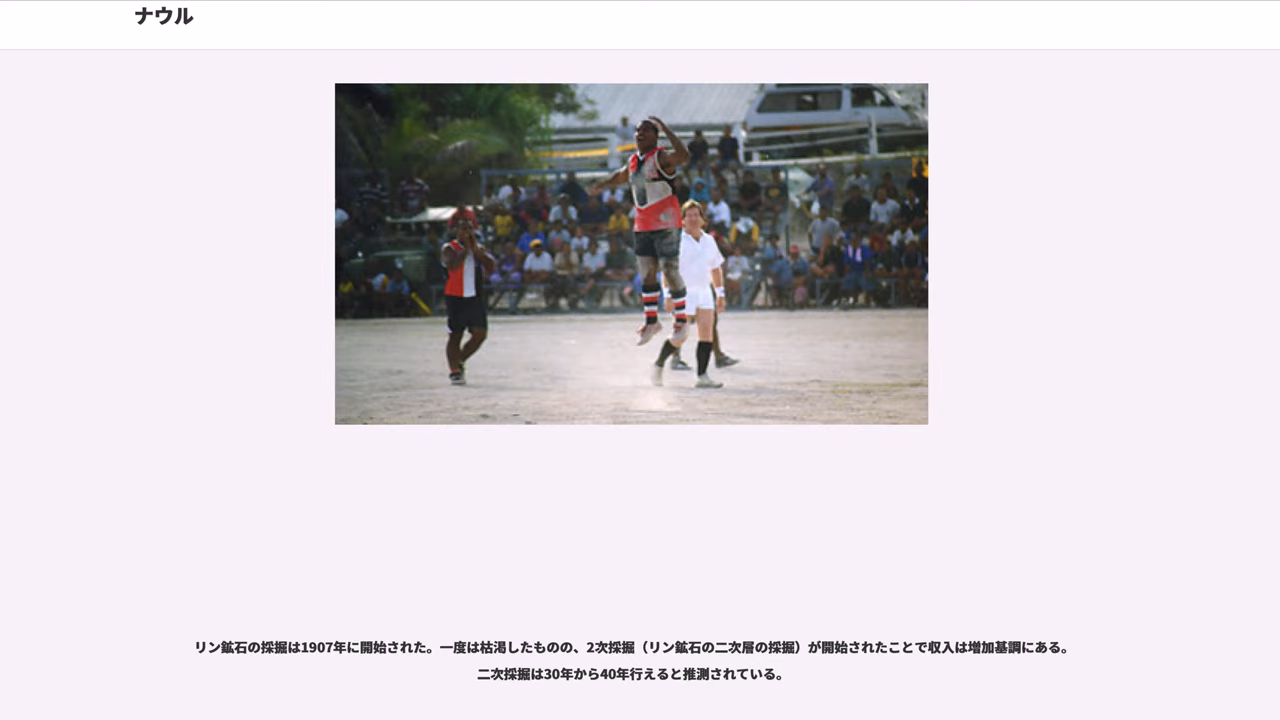 ナウル
リン鉱石の採掘は1907年に開始された。一度は枯渇したものの、2次採掘（リン鉱石の二次層の採掘）が開始されたことで収入は増加基調にある。
二次採掘は30年から40年行えると推測されている。